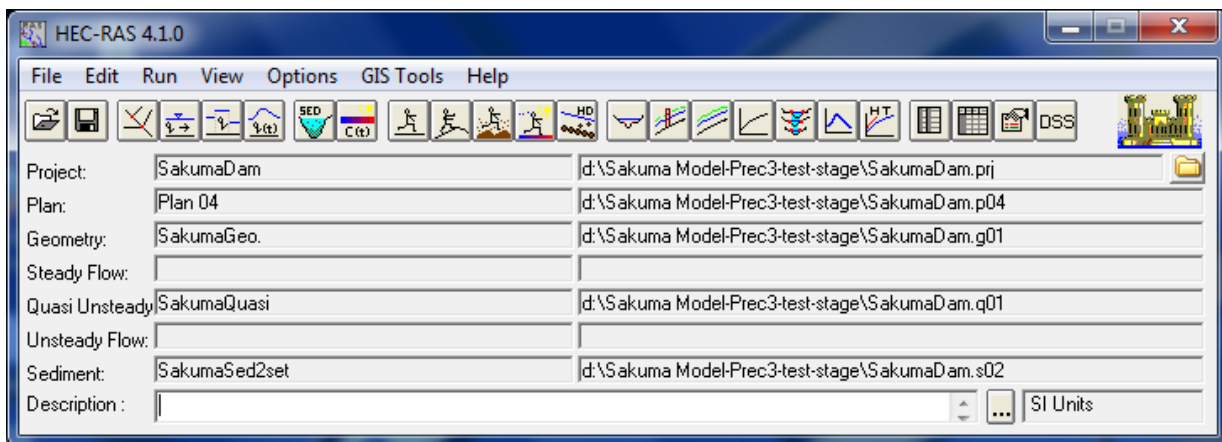 HEC-RAS 4.1.0
File Edit Run View Options GIS Tools Help
SED C(t) HD HT DSS
Project: SakumaDam d:\Sakuma Model-Prec3-test-stage\SakumaDam.prj
Plan: Plan 04 d:\Sakuma Model-Prec3-test-stage\SakumaDam.p04
Geometry: SakumaGeo. d:\Sakuma Model-Prec3-test-stage\SakumaDam.g01
Steady Flow:
Quasi Unsteady SakumaQuasi d:\Sakuma Model-Prec3-test-stage\SakumaDam.q01
Unsteady Flow:
Sediment: SakumaSed2set d:\Sakuma Model-Prec3-test-stage\SakumaDam.s02
Description : ... SI Units